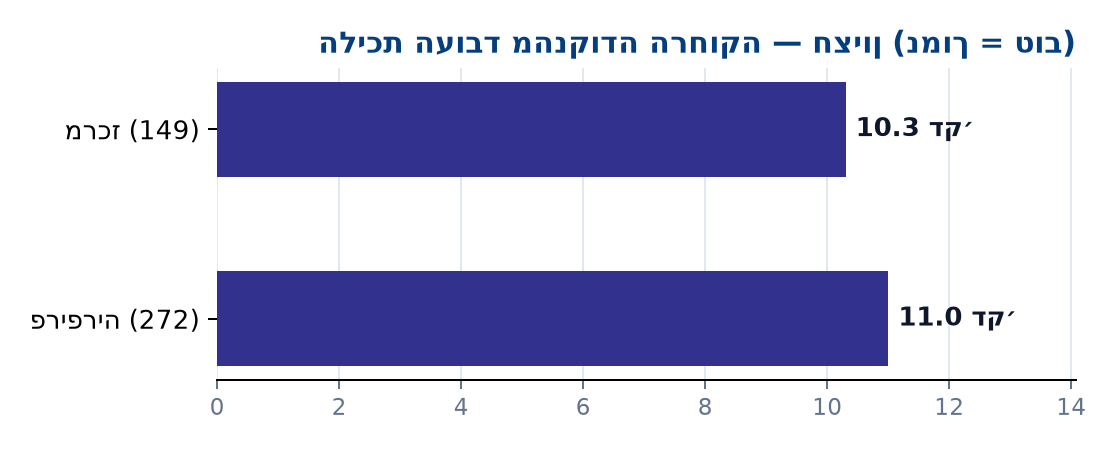 הליכת העובד מהנקודה הרחוקה — חציון (נמוך = טוב)
מרכז (149)
10.3 דק׳
פריפריה (272)
11.0 דק׳
0 2 4 6 8 10 12 14